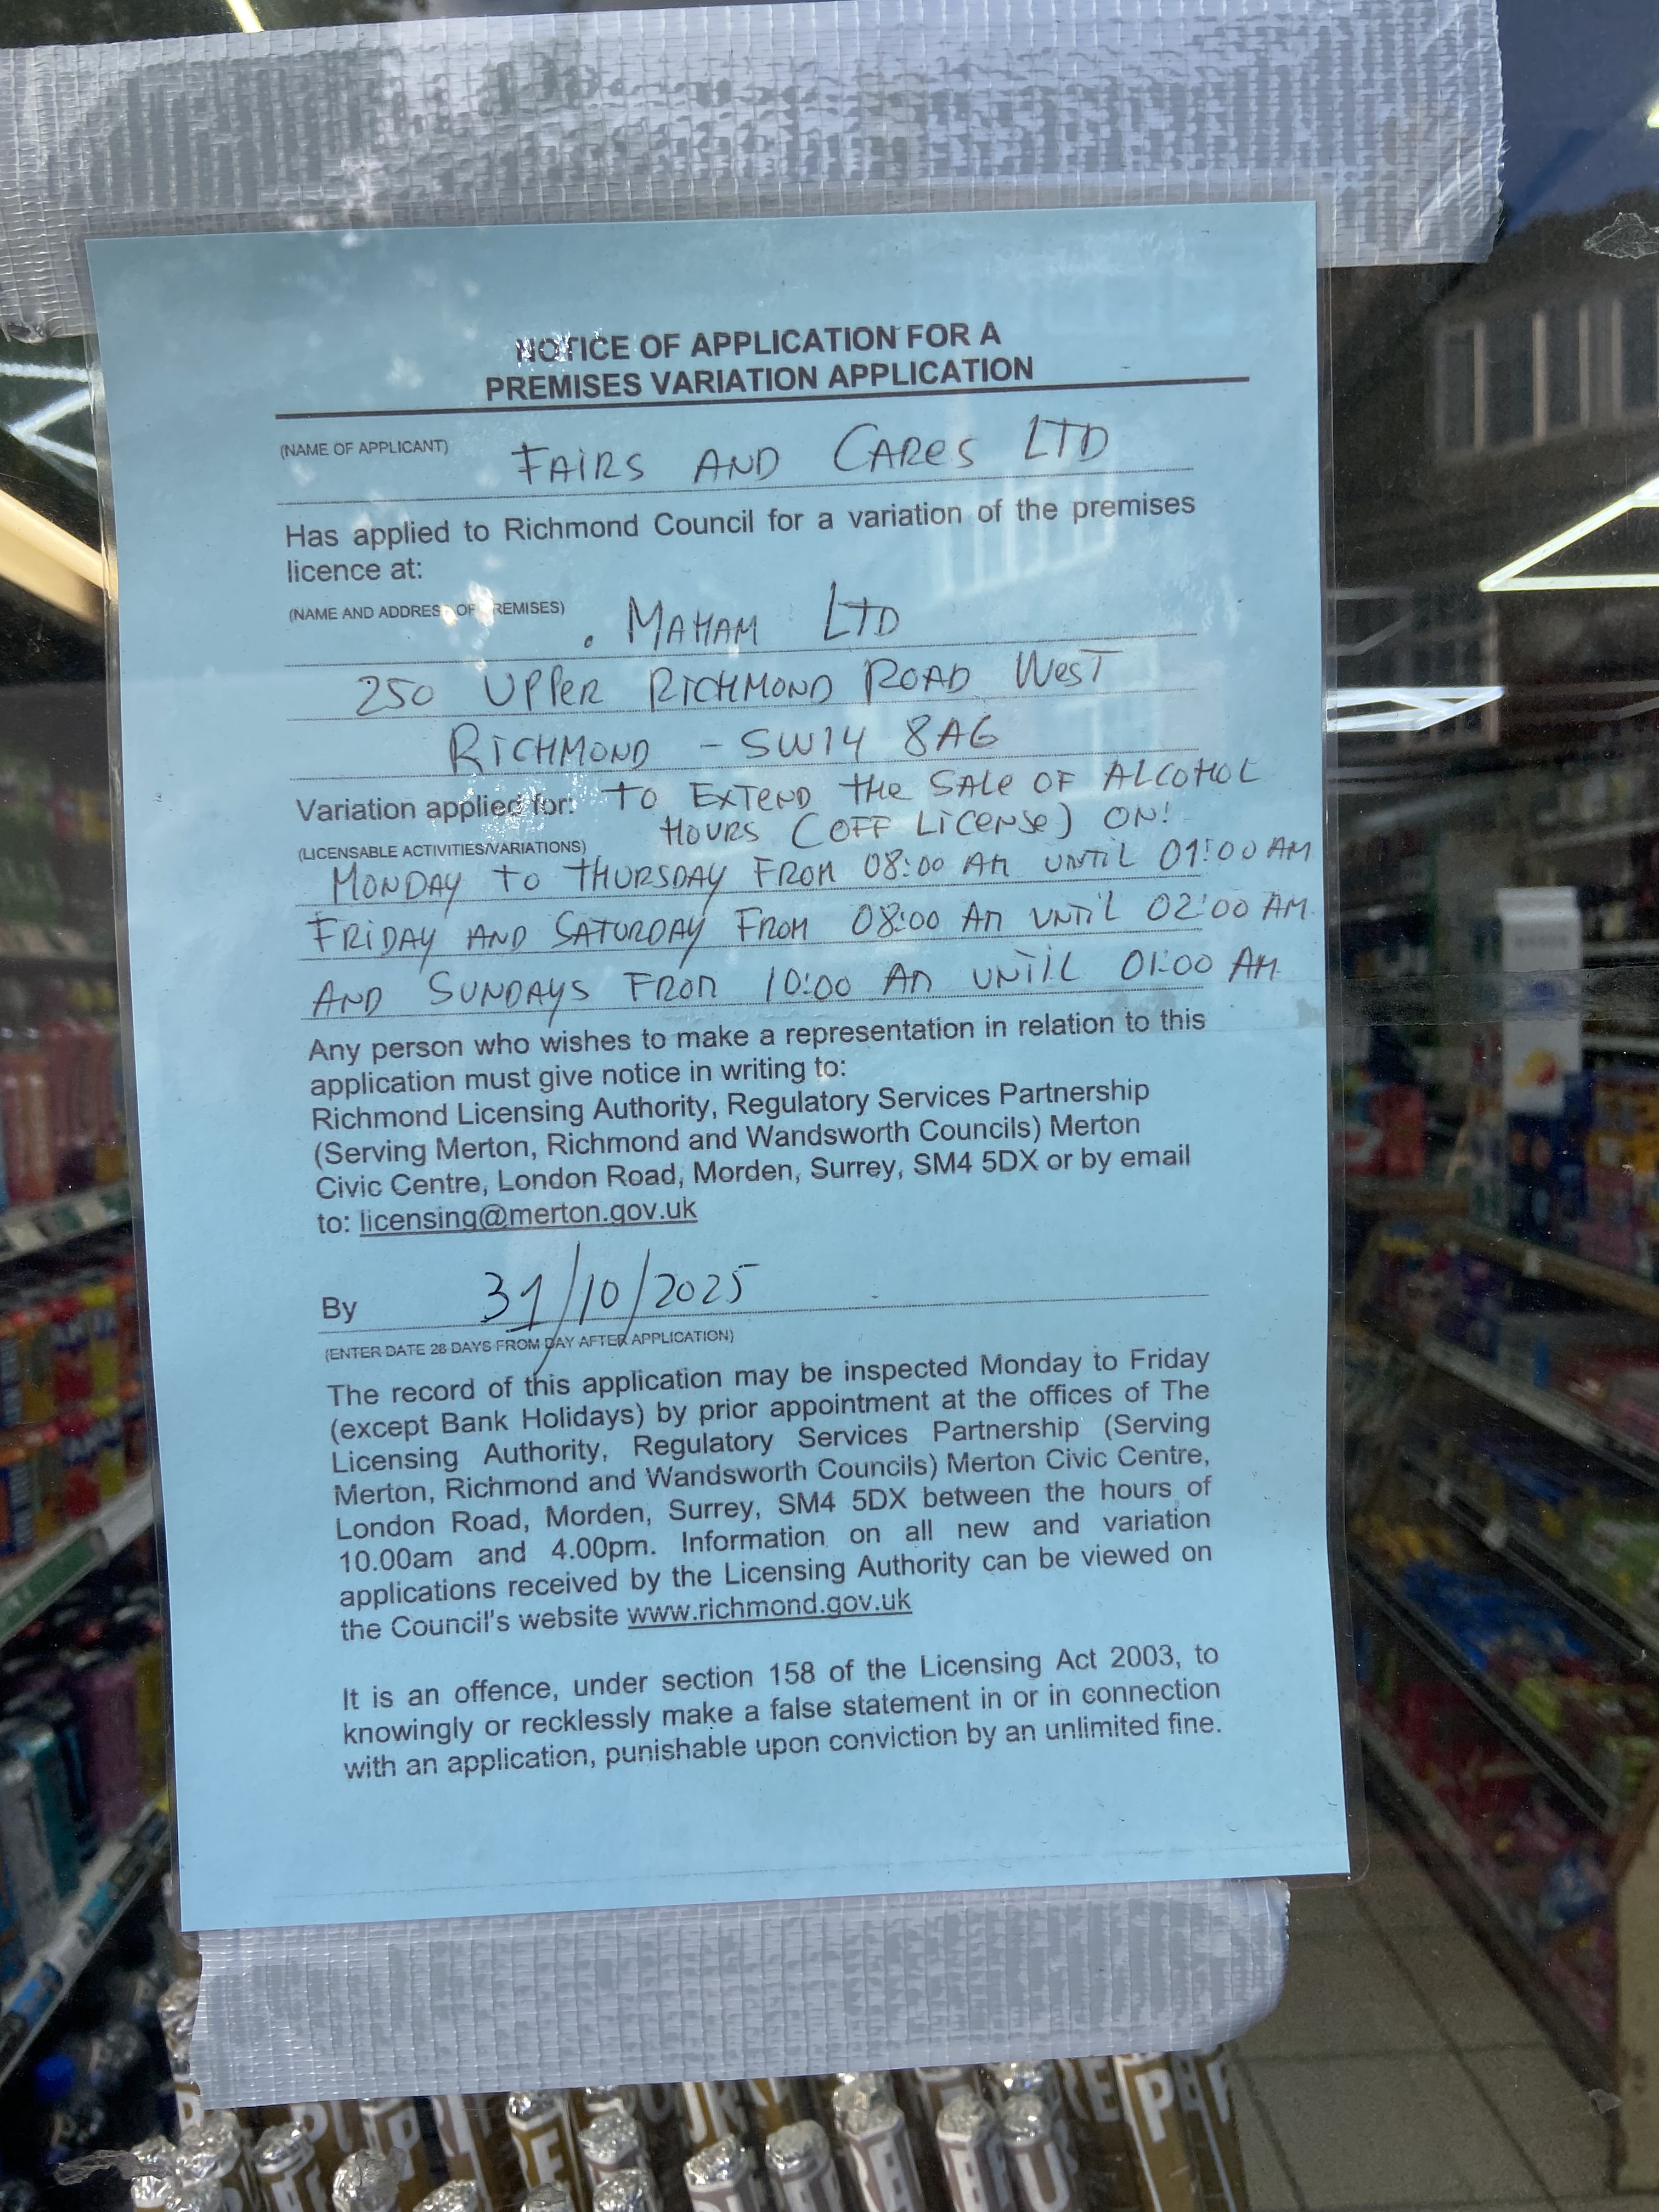 NOTICE OF APPLICATION FOR A
PREMISES VARIATION APPLICATION
(NAME OF APPLICANT) FAIRS AND CARES LTD
Has applied to Richmond Council for a variation of the premises
licence at:
(NAME AND ADDRESS OF PREMISES) . MAHAM LTD
250 UPPER RICHMOND ROAD WEST
RICHMOND - SW14 8AG
Variation applied for: TO EXTEND THE SALE OF ALCOHOL
HOURS (OFF LICENSE) ON:
(LICENSABLE ACTIVITIES/VARIATIONS)
MONDAY TO THURSDAY FROM 08:00 AM UNTIL 01:00 AM
FRIDAY AND SATURDAY FROM 08:00 AM UNTIL 02:00 AM
AND SUNDAYS FROM 10:00 AM UNTIL 01:00 AM
Any person who wishes to make a representation in relation to this
application must give notice in writing to:
Richmond Licensing Authority, Regulatory Services Partnership
(Serving Merton, Richmond and Wandsworth Councils) Merton
Civic Centre, London Road, Morden, Surrey, SM4 5DX or by email
to: licensing@merton.gov.uk
By 31/10/2025
(ENTER DATE 28 DAYS FROM DAY AFTER APPLICATION)
The record of this application may be inspected Monday to Friday
(except Bank Holidays) by prior appointment at the offices of The
Licensing Authority, Regulatory Services Partnership (Serving
Merton, Richmond and Wandsworth Councils) Merton Civic Centre,
London Road, Morden, Surrey, SM4 5DX between the hours of
10.00am and 4.00pm. Information on all new and variation
applications received by the Licensing Authority can be viewed on
the Council's website www.richmond.gov.uk
It is an offence, under section 158 of the Licensing Act 2003, to
knowingly or recklessly make a false statement in or in connection
with an application, punishable upon conviction by an unlimited fine.